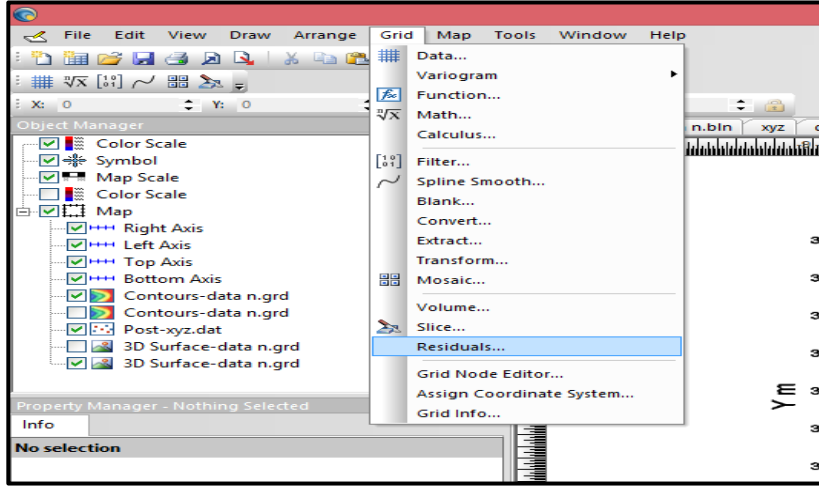 File Edit View Draw Arrange Grid Map Tools Window Help
X: 0 Y: 0
Object Manager
n.bln xyz
Color Scale
Symbol
Map Scale
Color Scale
Map
Right Axis
Left Axis
Top Axis
Bottom Axis
Contours-data n.grd
Contours-data n.grd
Post-xyz.dat
3D Surface-data n.grd
3D Surface-data n.grd
Property Manager - Nothing Selected
Info
No selection
Data...
Variogram
Function...
Math...
Calculus...
Filter...
Spline Smooth...
Blank...
Convert...
Extract...
Transform...
Mosaic...
Volume...
Slice...
Residuals...
Grid Node Editor...
Assign Coordinate System...
Grid Info...
Y m